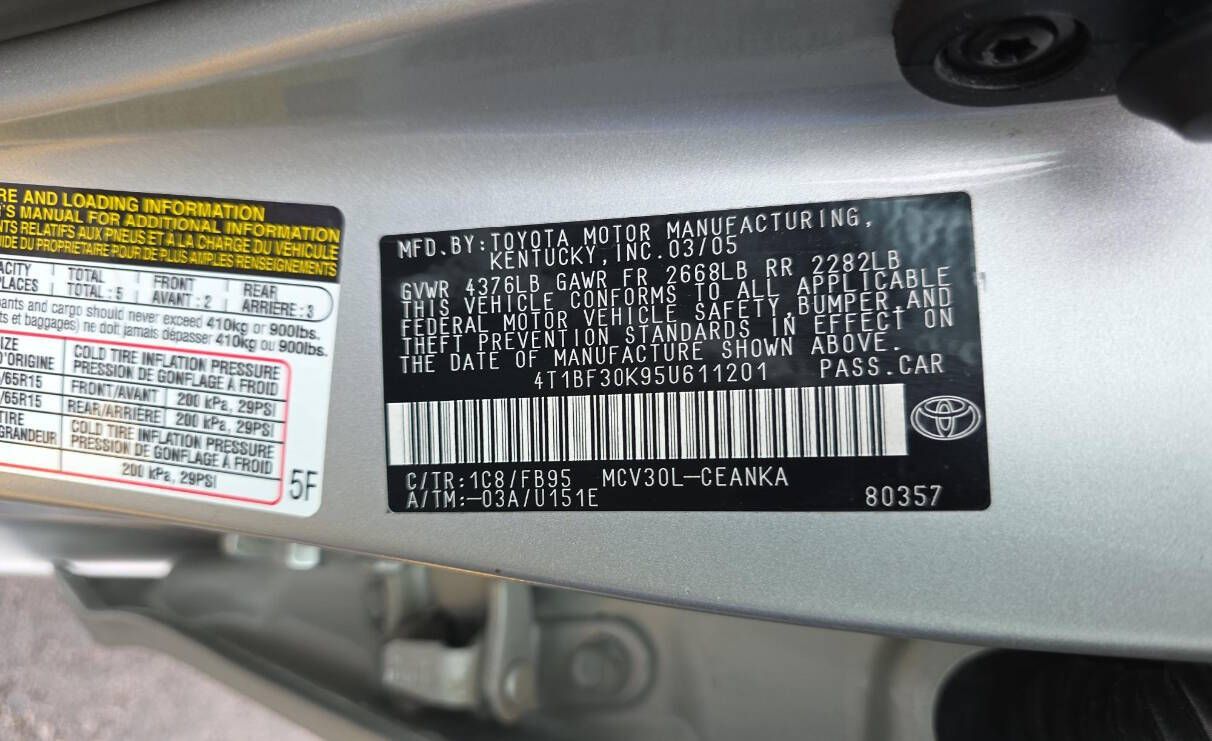 RE AND LOADING INFORMATION
'S MANUAL FOR ADDITIONAL INFORMATION
NTS RELATIFS AUX PNEUS ET À LA CHARGE DU VÉHICULE
IDE DU PROPRIÉTAIRE POUR DE PLUS AMPLES RENSEIGNEMENTS
ACITY TOTAL FRONT REAR
PLACES TOTAL : 5 AVANT : 2 ARRIÈRE : 3
pants and cargo should never exceed 410kg or 900lbs.
ts et bagages) ne doit jamais dépasser 410kg ou 900lbs.
IZE COLD TIRE INFLATION PRESSURE
D'ORIGINE PRESSION DE GONFLAGE À FROID
/65R15 FRONT/AVANT 200 kPa, 29PSI
/65R15 REAR/ARRIÈRE 200 kPa, 29PSI
TIRE COLD TIRE INFLATION PRESSURE
GRANDEUR PRESSION DE GONFLAGE À FROID
200 kPa, 29PSI
5F
MFD. BY: TOYOTA MOTOR MANUFACTURING,
KENTUCKY, INC. 03/05
GVWR 4376LB GAWR FR 2668LB RR 2282LB
THIS VEHICLE CONFORMS TO ALL APPLICABLE
FEDERAL MOTOR VEHICLE SAFETY, BUMPER, AND
THEFT PREVENTION STANDARDS IN EFFECT ON
THE DATE OF MANUFACTURE SHOWN ABOVE.
4T1BF30K95U611201 PASS. CAR
C/TR: 1C8/FB95 MCV30L-CEANKA
A/TM:-03A/U151E 80357